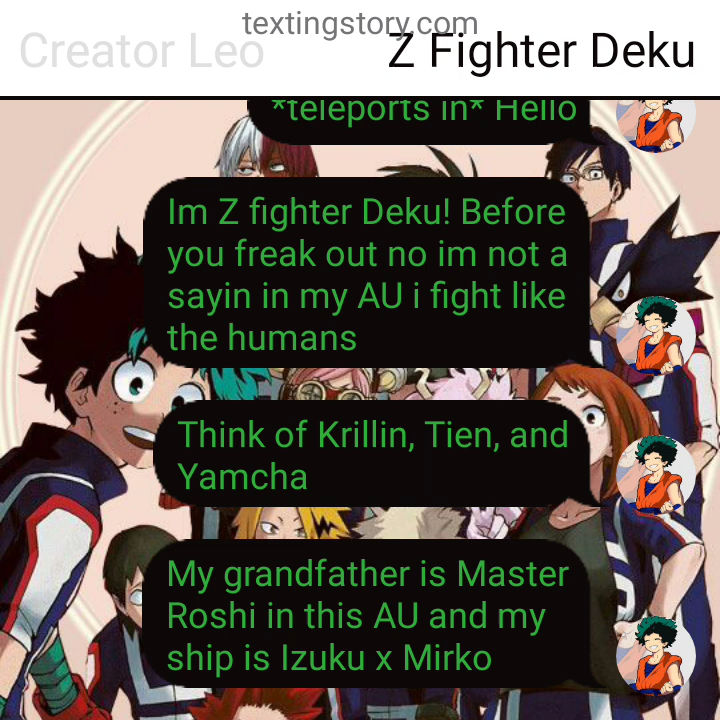 textingstory.com
Creator Leo Z Fighter Deku
*teleports in* Hello
Im Z fighter Deku! Before
you freak out no im not a
sayin in my AU i fight like
the humans
Think of Krillin, Tien, and
Yamcha
My grandfather is Master
Roshi in this AU and my
ship is Izuku x Mirko